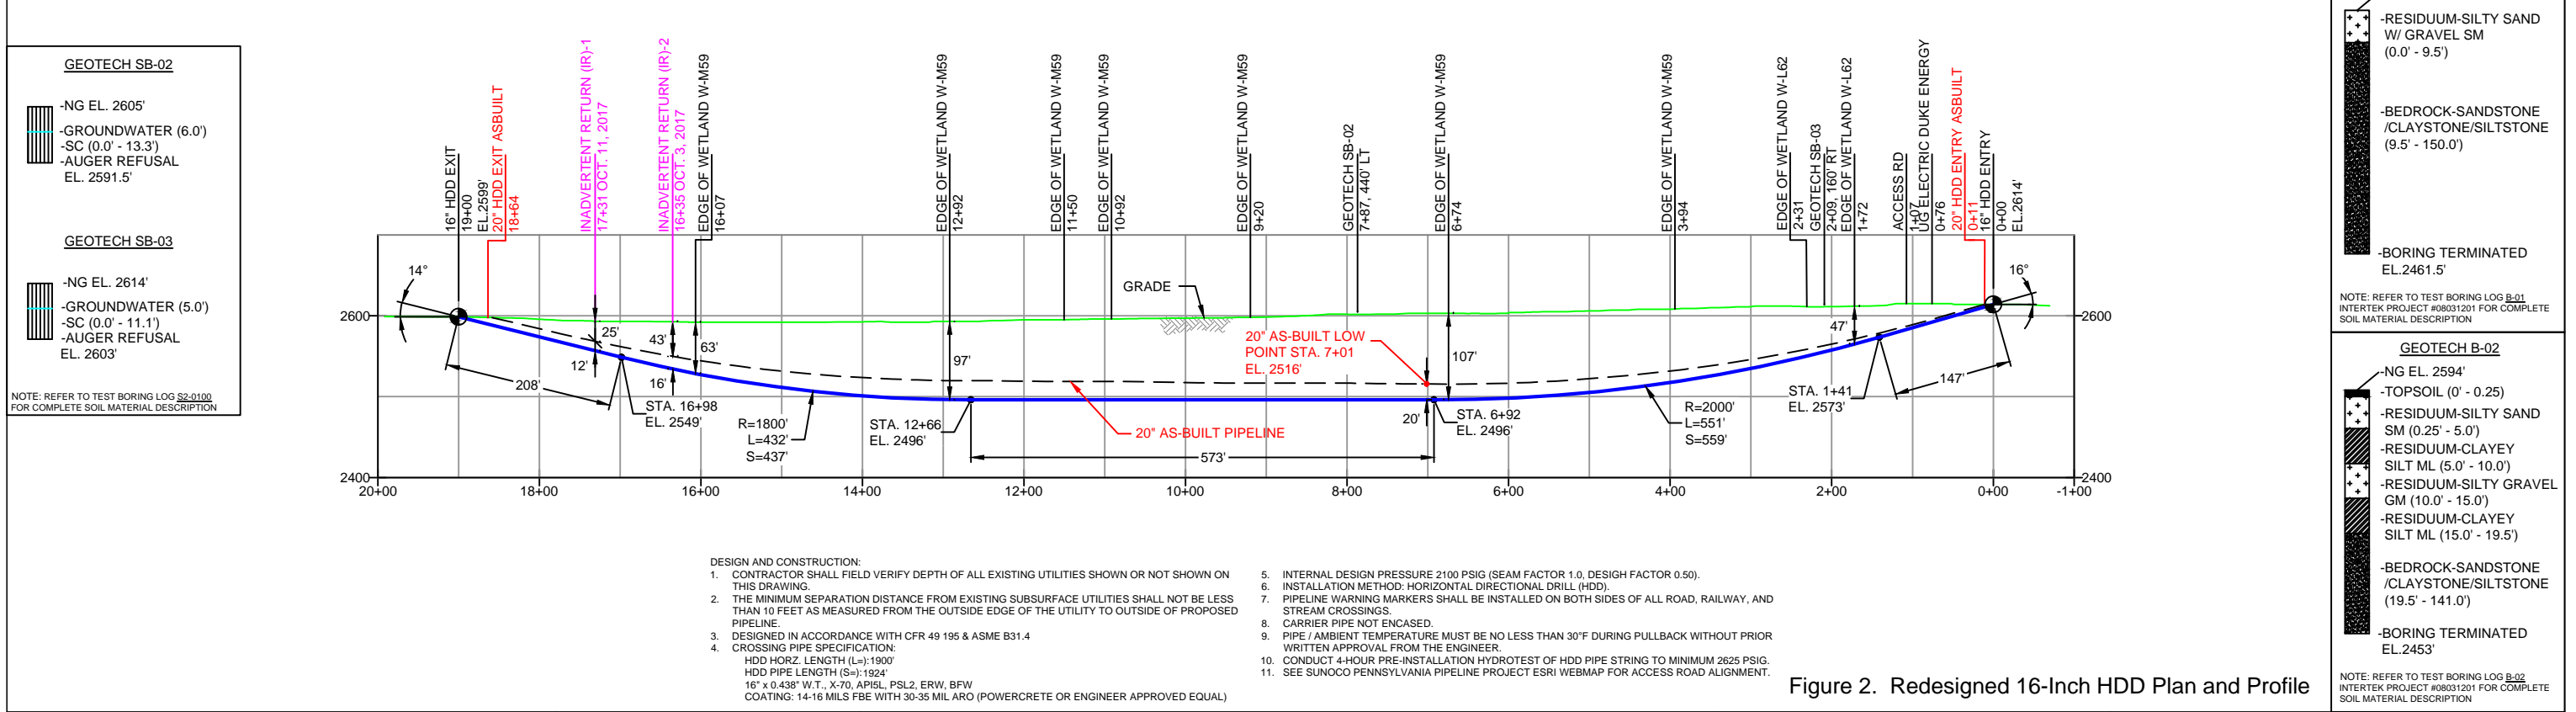 GEOTECH SB-02
-NG EL. 2605'
-GROUNDWATER (6.0')
-SC (0.0' - 13.3')
-AUGER REFUSAL
EL. 2591.5'
GEOTECH SB-03
-NG EL. 2614'
-GROUNDWATER (5.0')
-SC (0.0' - 11.1')
-AUGER REFUSAL
EL. 2603'
NOTE: REFER TO TEST BORING LOG S2-0100
FOR COMPLETE SOIL MATERIAL DESCRIPTION
16" HDD EXIT
19+00
EL.2599'
20" HDD EXIT ASBUILT
18+64
INADVERTENT RETURN (IR)-1
17+31 OCT. 11, 2017
INADVERTENT RETURN (IR)-2
16+35 OCT. 3, 2017
EDGE OF WETLAND W-M59
16+07
EDGE OF WETLAND W-M59
12+92
EDGE OF WETLAND W-M59
11+50
EDGE OF WETLAND W-M59
10+92
EDGE OF WETLAND W-M59
9+20
GEOTECH SB-02
7+87, 440' LT
EDGE OF WETLAND W-M59
6+74
EDGE OF WETLAND W-M59
3+94
EDGE OF WETLAND W-L62
2+31
GEOTECH SB-03
2+09, 160' RT
EDGE OF WETLAND W-L62
1+72
ACCESS RD
1+07
UG ELECTRIC DUKE ENERGY
0+76
20" HDD ENTRY ASBUILT
0+11
16" HDD ENTRY
0+00
EL.2614'
14°
16°
GRADE
2600
2600
25'
43'
63'
12'
16'
97'
107'
47'
20'
208'
147'
20" AS-BUILT LOW
POINT STA. 7+01
EL. 2516'
STA. 16+98
EL. 2549'
R=1800'
L=432'
S=437'
STA. 12+66
EL. 2496'
20" AS-BUILT PIPELINE
573'
STA. 6+92
EL. 2496'
R=2000'
L=551'
S=559'
STA. 1+41
EL. 2573'
2400
2400
20+00
18+00
16+00
14+00
12+00
10+00
8+00
6+00
4+00
2+00
0+00
-1+00
DESIGN AND CONSTRUCTION:
1. CONTRACTOR SHALL FIELD VERIFY DEPTH OF ALL EXISTING UTILITIES SHOWN OR NOT SHOWN ON
THIS DRAWING.
2. THE MINIMUM SEPARATION DISTANCE FROM EXISTING SUBSURFACE UTILITIES SHALL NOT BE LESS
THAN 10 FEET AS MEASURED FROM THE OUTSIDE EDGE OF THE UTILITY TO OUTSIDE OF PROPOSED
PIPELINE.
3. DESIGNED IN ACCORDANCE WITH CFR 49 195 & ASME B31.4
4. CROSSING PIPE SPECIFICATION:
HDD HORZ. LENGTH (L=):1900'
HDD PIPE LENGTH (S=):1924'
16" x 0.438" W.T., X-70, API5L, PSL2, ERW, BFW
COATING: 14-16 MILS FBE WITH 30-35 MIL ARO (POWERCRETE OR ENGINEER APPROVED EQUAL)
5. INTERNAL DESIGN PRESSURE 2100 PSIG (SEAM FACTOR 1.0, DESIGH FACTOR 0.50).
6. INSTALLATION METHOD: HORIZONTAL DIRECTIONAL DRILL (HDD).
7. PIPELINE WARNING MARKERS SHALL BE INSTALLED ON BOTH SIDES OF ALL ROAD, RAILWAY, AND
STREAM CROSSINGS.
8. CARRIER PIPE NOT ENCASED.
9. PIPE / AMBIENT TEMPERATURE MUST BE NO LESS THAN 30°F DURING PULLBACK WITHOUT PRIOR
WRITTEN APPROVAL FROM THE ENGINEER.
10. CONDUCT 4-HOUR PRE-INSTALLATION HYDROTEST OF HDD PIPE STRING TO MINIMUM 2625 PSIG.
11. SEE SUNOCO PENNSYLVANIA PIPELINE PROJECT ESRI WEBMAP FOR ACCESS ROAD ALIGNMENT.
Figure 2. Redesigned 16-Inch HDD Plan and Profile
-RESIDUUM-SILTY SAND
W/ GRAVEL SM
(0.0' - 9.5')
-BEDROCK-SANDSTONE
/CLAYSTONE/SILTSTONE
(9.5' - 150.0')
-BORING TERMINATED
EL.2461.5'
NOTE: REFER TO TEST BORING LOG B-01
INTERTEK PROJECT #08031201 FOR COMPLETE
SOIL MATERIAL DESCRIPTION
GEOTECH B-02
-NG EL. 2594'
-TOPSOIL (0' - 0.25)
-RESIDUUM-SILTY SAND
SM (0.25' - 5.0')
-RESIDUUM-CLAYEY
SILT ML (5.0' - 10.0')
-RESIDUUM-SILTY GRAVEL
GM (10.0' - 15.0')
-RESIDUUM-CLAYEY
SILT ML (15.0' - 19.5')
-BEDROCK-SANDSTONE
/CLAYSTONE/SILTSTONE
(19.5' - 141.0')
-BORING TERMINATED
EL.2453'
NOTE: REFER TO TEST BORING LOG B-02
INTERTEK PROJECT #08031201 FOR COMPLETE
SOIL MATERIAL DESCRIPTION